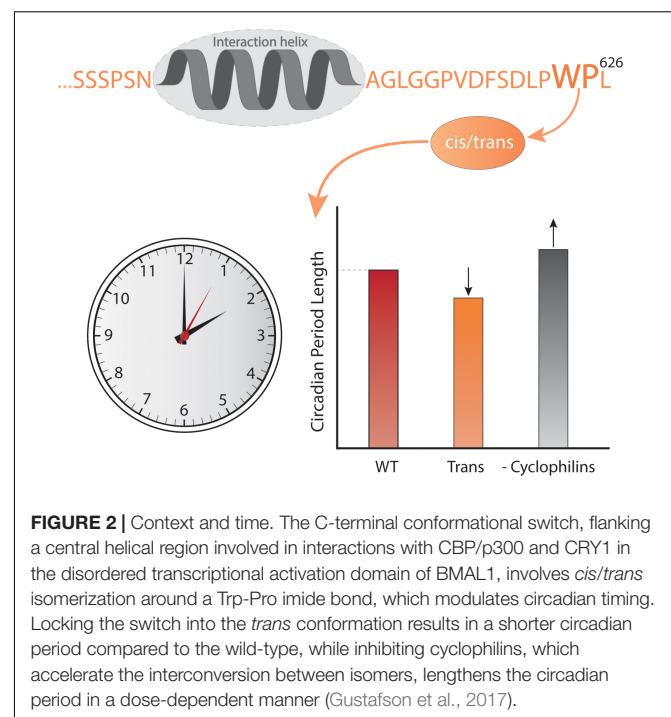 Interaction helix
...SSSPSN AGLGGPVDFSDLPWPL 626
cis/trans
12
11 1
10 2
9 3
8 4
7 5
6
Circadian Period Length
WT Trans - Cyclophilins
FIGURE 2 | Context and time. The C-terminal conformational switch, flanking
a central helical region involved in interactions with CBP/p300 and CRY1 in
the disordered transcriptional activation domain of BMAL1, involves cis/trans
isomerization around a Trp-Pro imide bond, which modulates circadian timing.
Locking the switch into the trans conformation results in a shorter circadian
period compared to the wild-type, while inhibiting cyclophilins, which
accelerate the interconversion between isomers, lengthens the circadian
period in a dose-dependent manner (Gustafson et al., 2017).